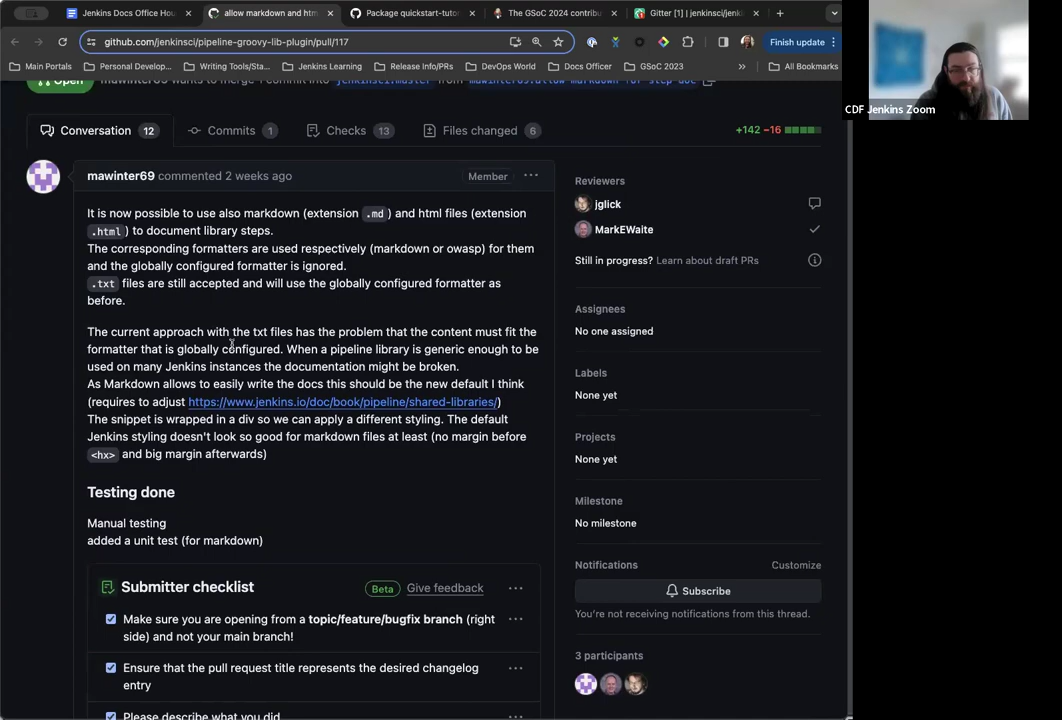 Jenkins Docs Office Hou
allow markdown and htm
Package quickstart-tuto
The GSoC 2024 contribu
Gitter [1] | jenkinsci/jenki
github.com/jenkinsci/pipeline-groovy-lib-plugin/pull/117
Finish update
Main Portals
Personal Develop...
Writing Tools/Sta...
Jenkins Learning
Release Info/PRs
DevOps World
Docs Officer
GSoC 2023
»
All Bookmarks
CDF Jenkins Zoom
Open
Conversation 12
Commits 1
Checks 13
Files changed 6
+142 −16
mawinter69 commented 2 weeks ago
Member
It is now possible to use also markdown (extension .md ) and html files (extension
.html ) to document library steps.
The corresponding formatters are used respectively (markdown or owasp) for them
and the globally configured formatter is ignored.
.txt files are still accepted and will use the globally configured formatter as
before.
The current approach with the txt files has the problem that the content must fit the
formatter that is globally configured. When a pipeline library is generic enough to be
used on many Jenkins instances the documentation might be broken.
As Markdown allows to easily write the docs this should be the new default I think
(requires to adjust https://www.jenkins.io/doc/book/pipeline/shared-libraries/)
The snippet is wrapped in a div so we can apply a different styling. The default
Jenkins styling doesn't look so good for markdown files at least (no margin before
<hx> and big margin afterwards)
Testing done
Manual testing
added a unit test (for markdown)
Submitter checklist
Beta
Give feedback
Make sure you are opening from a topic/feature/bugfix branch (right
side) and not your main branch!
Ensure that the pull request title represents the desired changelog
entry
Please describe what you did
Reviewers
jglick
MarkEWaite
Still in progress? Learn about draft PRs
Assignees
No one assigned
Labels
None yet
Projects
None yet
Milestone
No milestone
Notifications
Customize
Subscribe
You're not receiving notifications from this thread.
3 participants